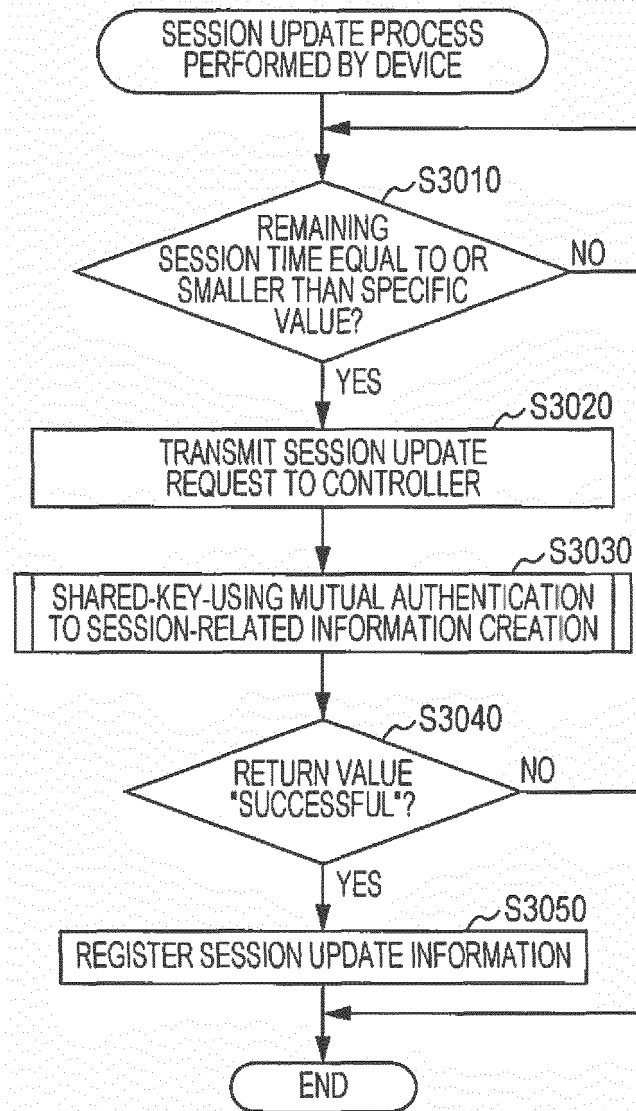 SESSION UPDATE PROCESS
PERFORMED BY DEVICE
S3010
REMAINING
SESSION TIME EQUAL TO OR
SMALLER THAN SPECIFIC
VALUE?
NO
YES
S3020
TRANSMIT SESSION UPDATE
REQUEST TO CONTROLLER
S3030
SHARED-KEY-USING MUTUAL AUTHENTICATION
TO SESSION-RELATED INFORMATION CREATION
S3040
RETURN VALUE
"SUCCESSFUL"?
NO
YES
S3050
REGISTER SESSION UPDATE INFORMATION
END